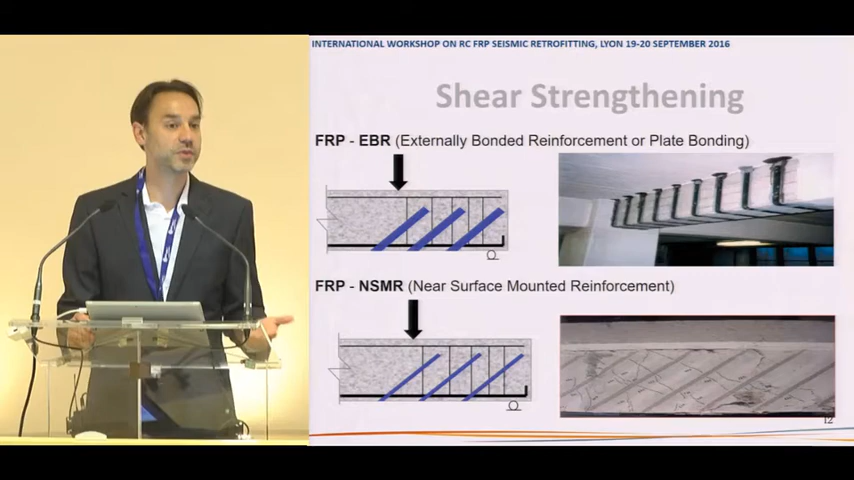 INTERNATIONAL WORKSHOP ON RC FRP SEISMIC RETROFITTING, LYON 19-20 SEPTEMBER 2016
Shear Strengthening
FRP - EBR (Externally Bonded Reinforcement or Plate Bonding)
FRP - NSMR (Near Surface Mounted Reinforcement)
12